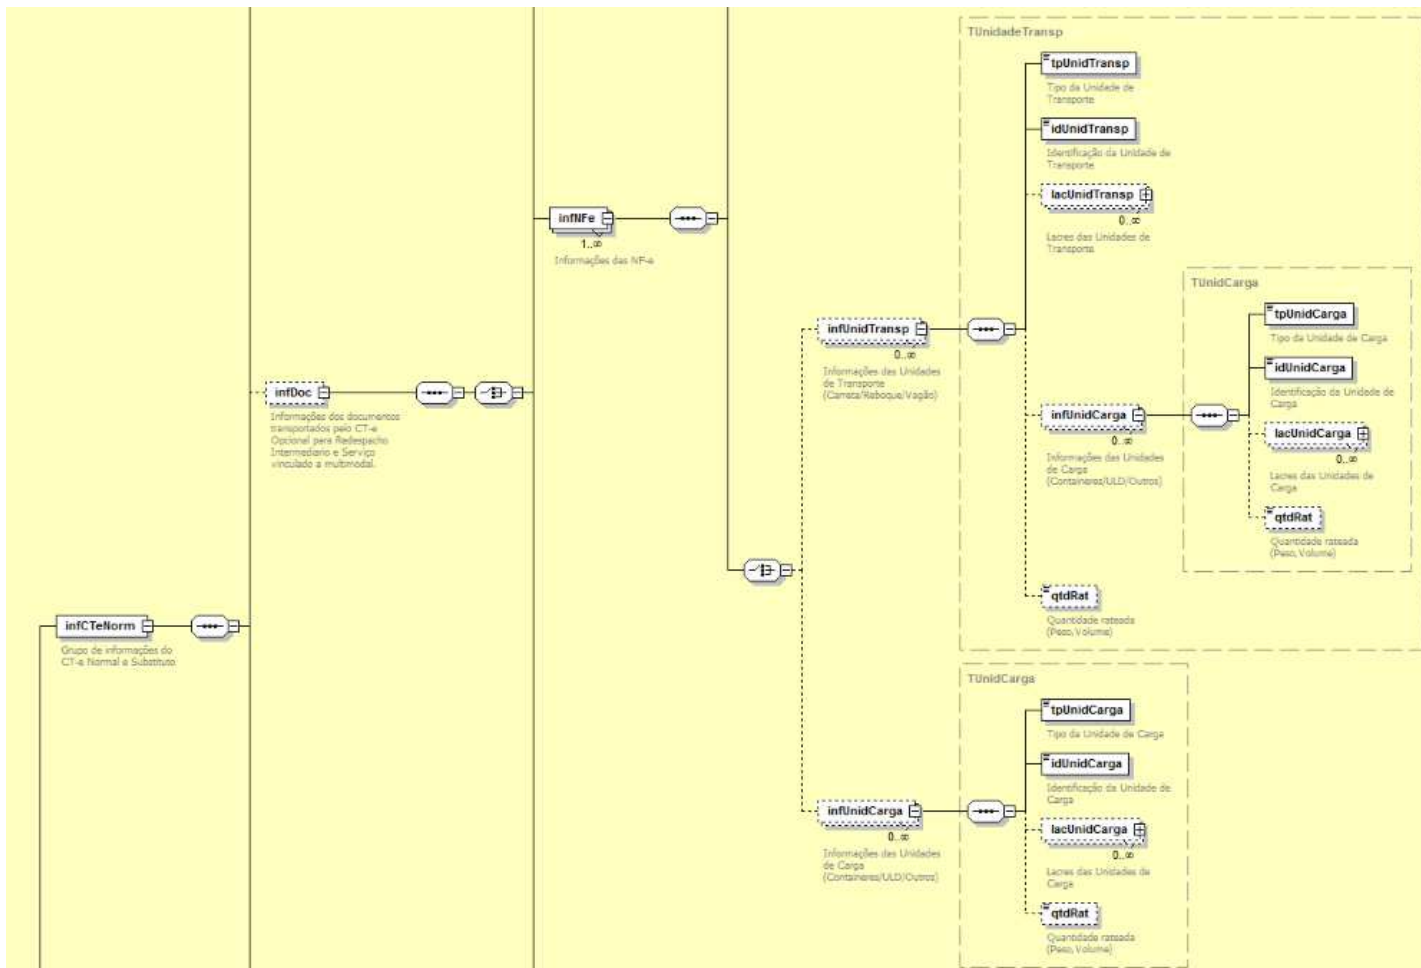 TUnidadeTransp
tpUnidTransp
Tipo da Unidade de
Transporte
idUnidTransp
Identificação da Unidade de
Transporte
lacUnidTransp
0..∞
Lacres das Unidades de
Transporte
infNFe
1..∞
Informações das NF-e
TUnidCarga
tpUnidCarga
Tipo da Unidade de Carga
idUnidCarga
Identificação da Unidade de
Carga
lacUnidCarga
0..∞
Lacres das Unidades de
Carga
qtdRat
Quantidade rateada
(Peso,Volume)
infUnidTransp
0..∞
Informações das Unidades
de Transporte
(Carreta/Reboque/Vagão)
infUnidCarga
0..∞
Informações das Unidades
de Carga
(Containeres/ULD/Outros)
infDoc
Informações dos documentos
transportados pelo CT-e
Opcional para Redespacho
Intermediario e Serviço
vinculado a multimodal.
qtdRat
Quantidade rateada
(Peso,Volume)
infCTeNorm
Grupo de informações do
CT-e Normal e Substituto
TUnidCarga
tpUnidCarga
Tipo da Unidade de Carga
idUnidCarga
Identificação da Unidade de
Carga
infUnidCarga
0..∞
Informações das Unidades
de Carga
(Containeres/ULD/Outros)
lacUnidCarga
0..∞
Lacres das Unidades de
Carga
qtdRat
Quantidade rateada
(Peso,Volume)